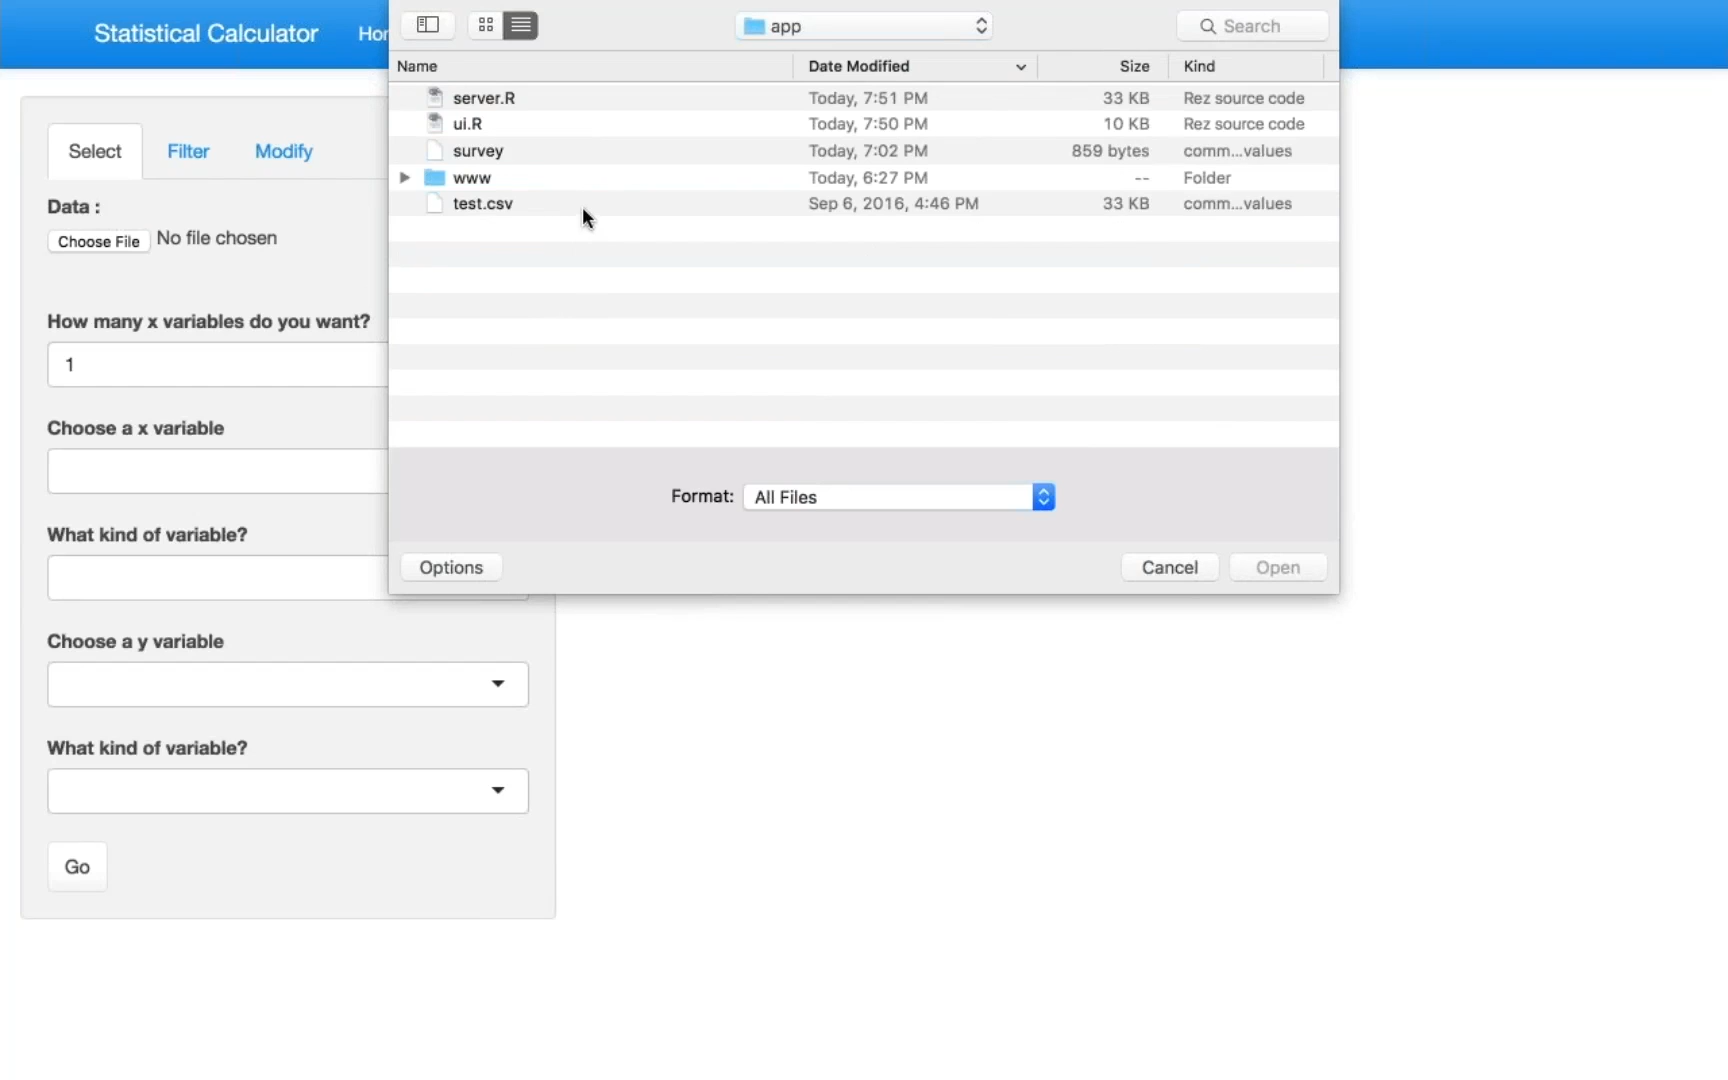 Statistical Calculator
app
Search
Name Date Modified Size Kind
server.R Today, 7:51 PM 33 KB Rez source code
ui.R Today, 7:50 PM 10 KB Rez source code
survey Today, 7:02 PM 859 bytes comm...values
www Today, 6:27 PM -- Folder
test.csv Sep 6, 2016, 4:46 PM 33 KB comm...values
Format: All Files
Options Cancel Open
Select Filter Modify
Data :
Choose File No file chosen
How many x variables do you want?
1
Choose a x variable
What kind of variable?
Choose a y variable
What kind of variable?
Go